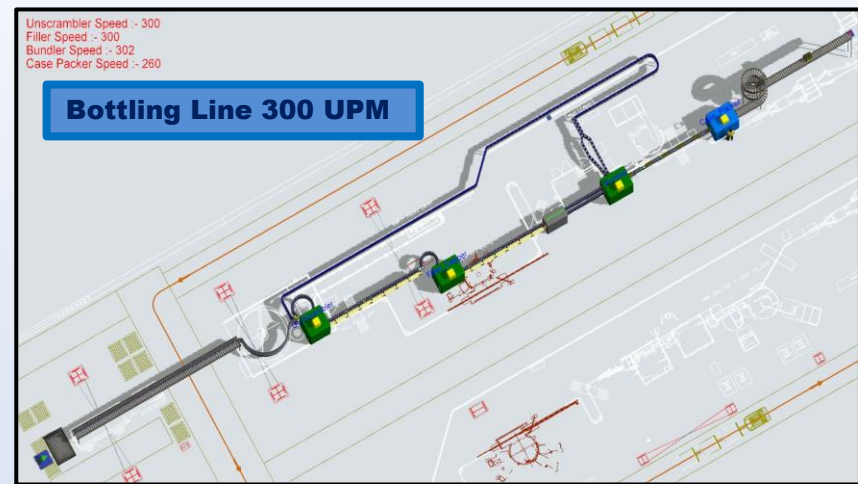 Unscrambler Speed :- 300
Filler Speed :- 300
Bundler Speed :- 302
Case Packer Speed :- 260
Bottling Line 300 UPM